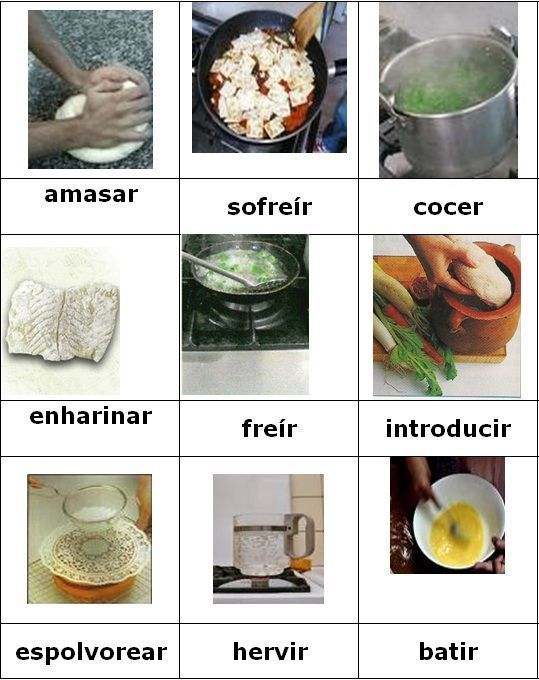 amasar
sofreír
cocer
enharinar
freír
introducir
espolvorear
hervir
batir